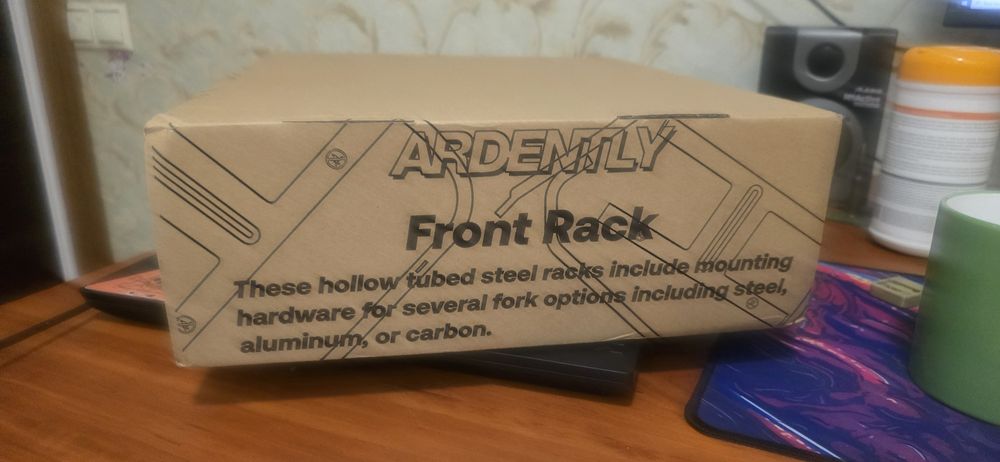 ARDENTLY
Front Rack
These hollow tubed steel racks include mounting
hardware for several fork options including steel,
aluminum, or carbon.